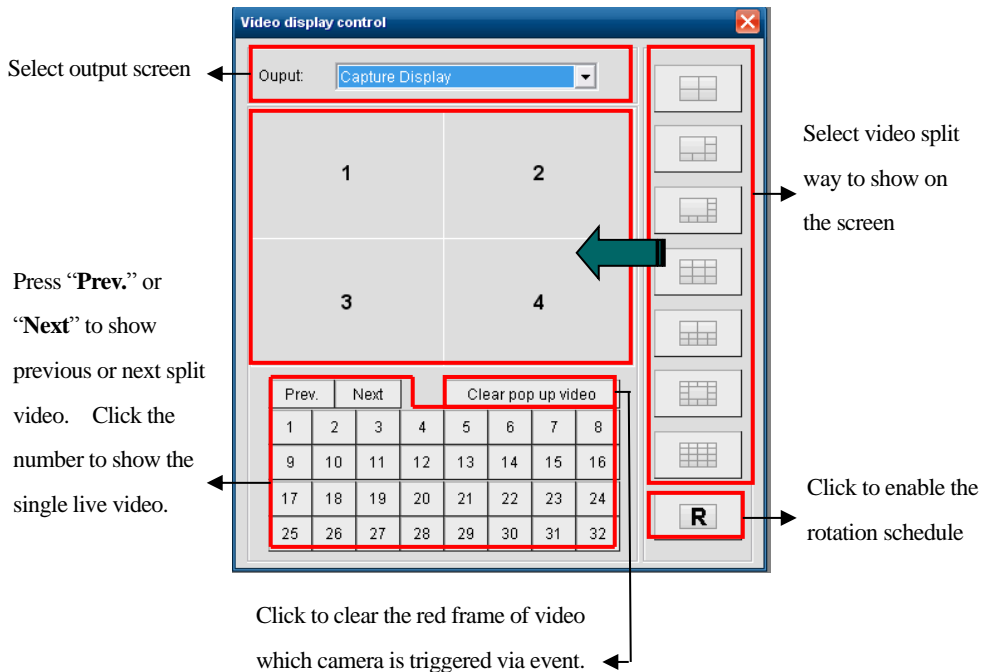 Video display control
Select output screen
Ouput: Capture Display
1 2
3 4
Select video split
way to show on
the screen
Press “Prev.” or
“Next” to show
previous or next split
video. Click the
number to show the
single live video.
Prev. Next Clear pop up video
1 2 3 4 5 6 7 8
9 10 11 12 13 14 15 16
17 18 19 20 21 22 23 24
25 26 27 28 29 30 31 32
R
Click to enable the
rotation schedule
Click to clear the red frame of video
which camera is triggered via event.